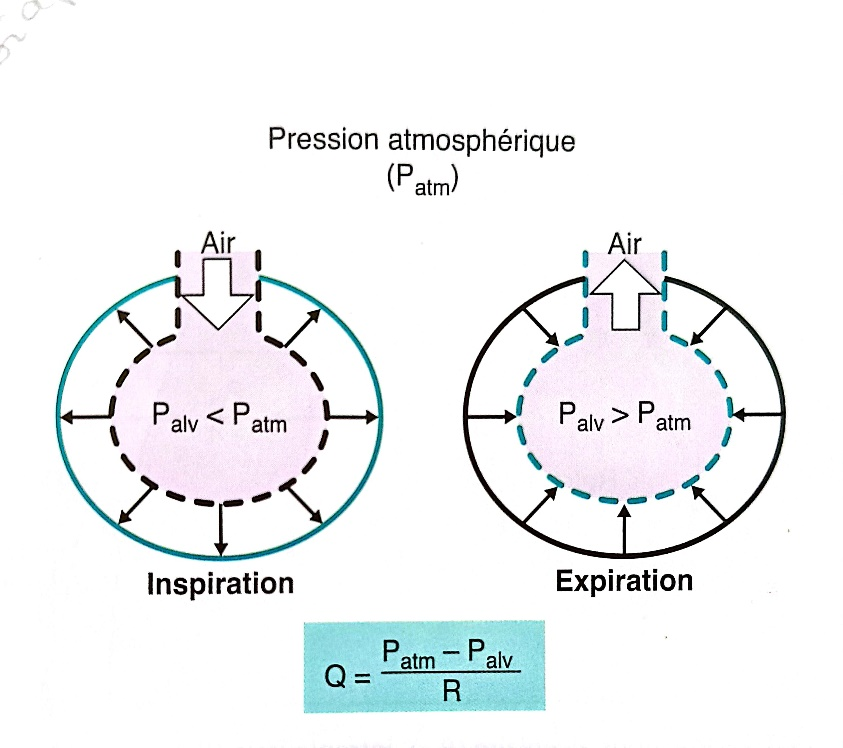 Pression atmosphérique
(Patm)
Air
Air
Palv < Patm
Palv > Patm
Inspiration
Expiration
Q = Patm – Palv
R